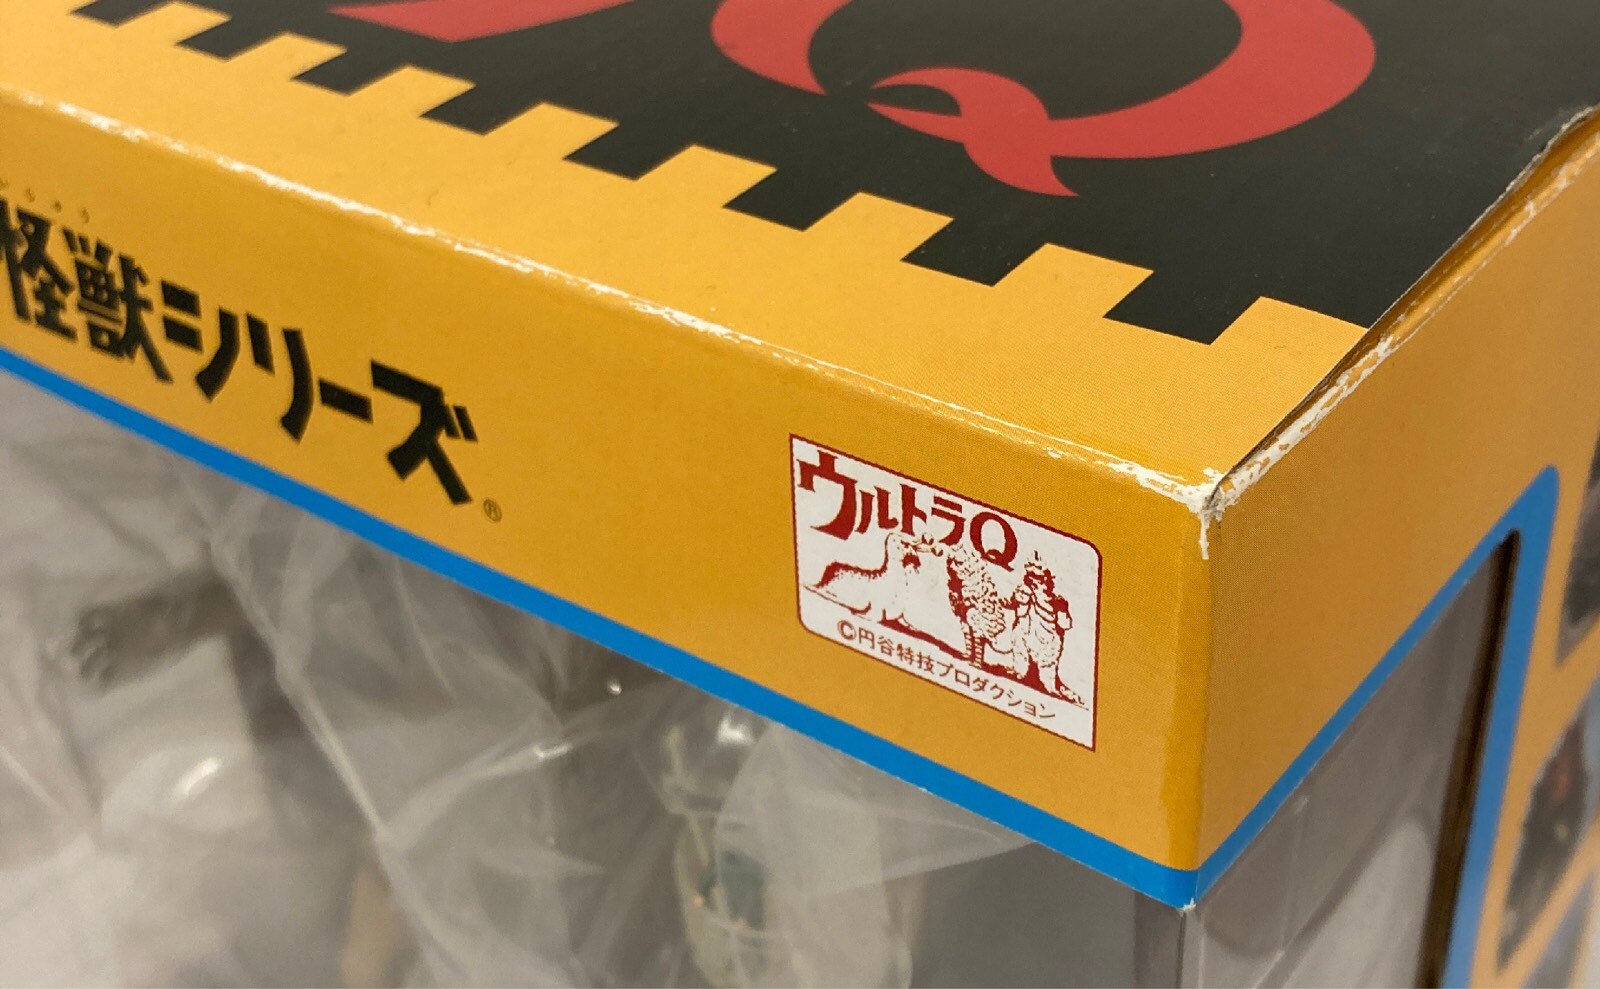 Q
怪獣シリーズ®
ウルトラQ
©円谷特技プロダクション